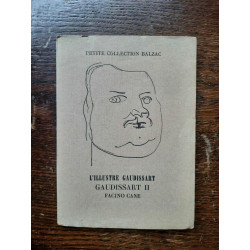 PETITE COLLECTION BALZAC
L'ILLUSTRE GAUDISSART
GAUDISSART II
FACINO CANE